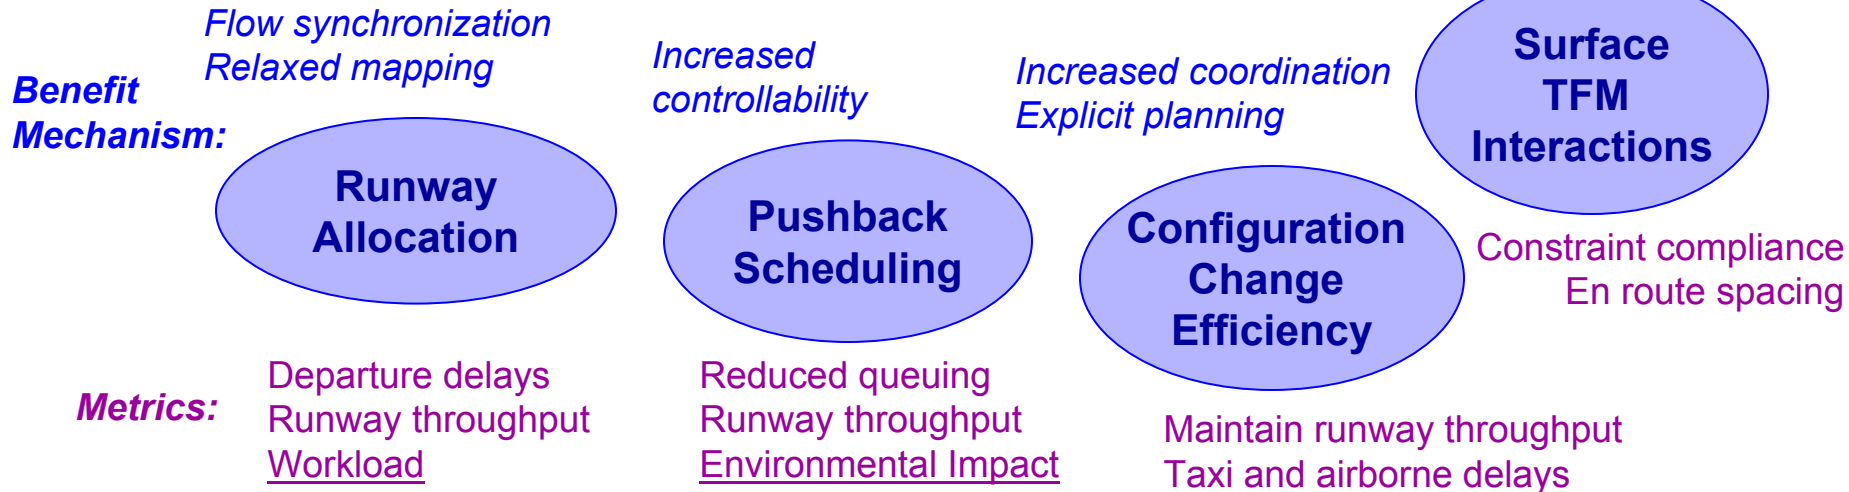 Benefit
Mechanism:
Flow synchronization
Relaxed mapping
Runway
Allocation
Increased
controllability
Pushback
Scheduling
Increased coordination
Explicit planning
Configuration
Change
Efficiency
Surface
TFM
Interactions
Constraint compliance
En route spacing
Metrics:
Departure delays
Runway throughput
Workload
Reduced queuing
Runway throughput
Environmental Impact
Maintain runway throughput
Taxi and airborne delays